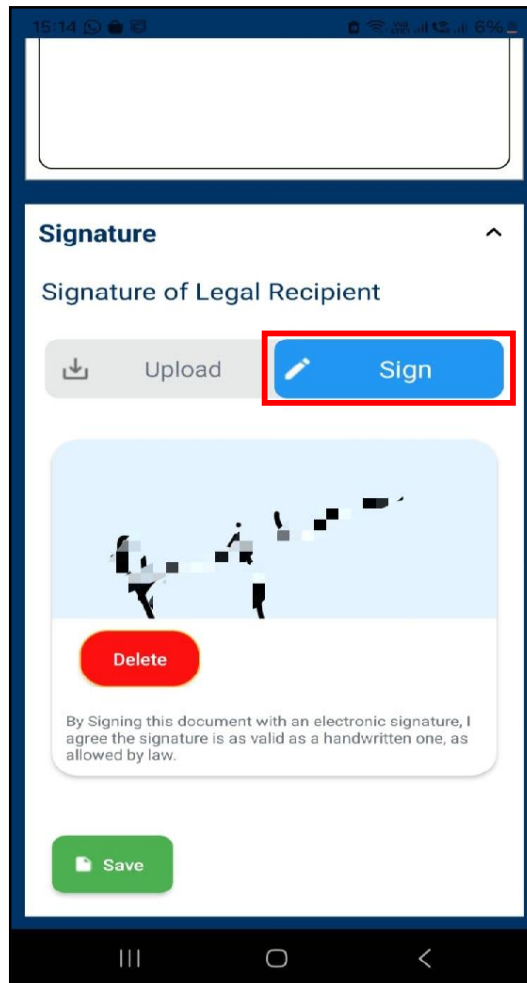 15:14 6%
Signature
Signature of Legal Recipient
Upload Sign
Delete
By Signing this document with an electronic signature, I
agree the signature is as valid as a handwritten one, as
allowed by law.
Save